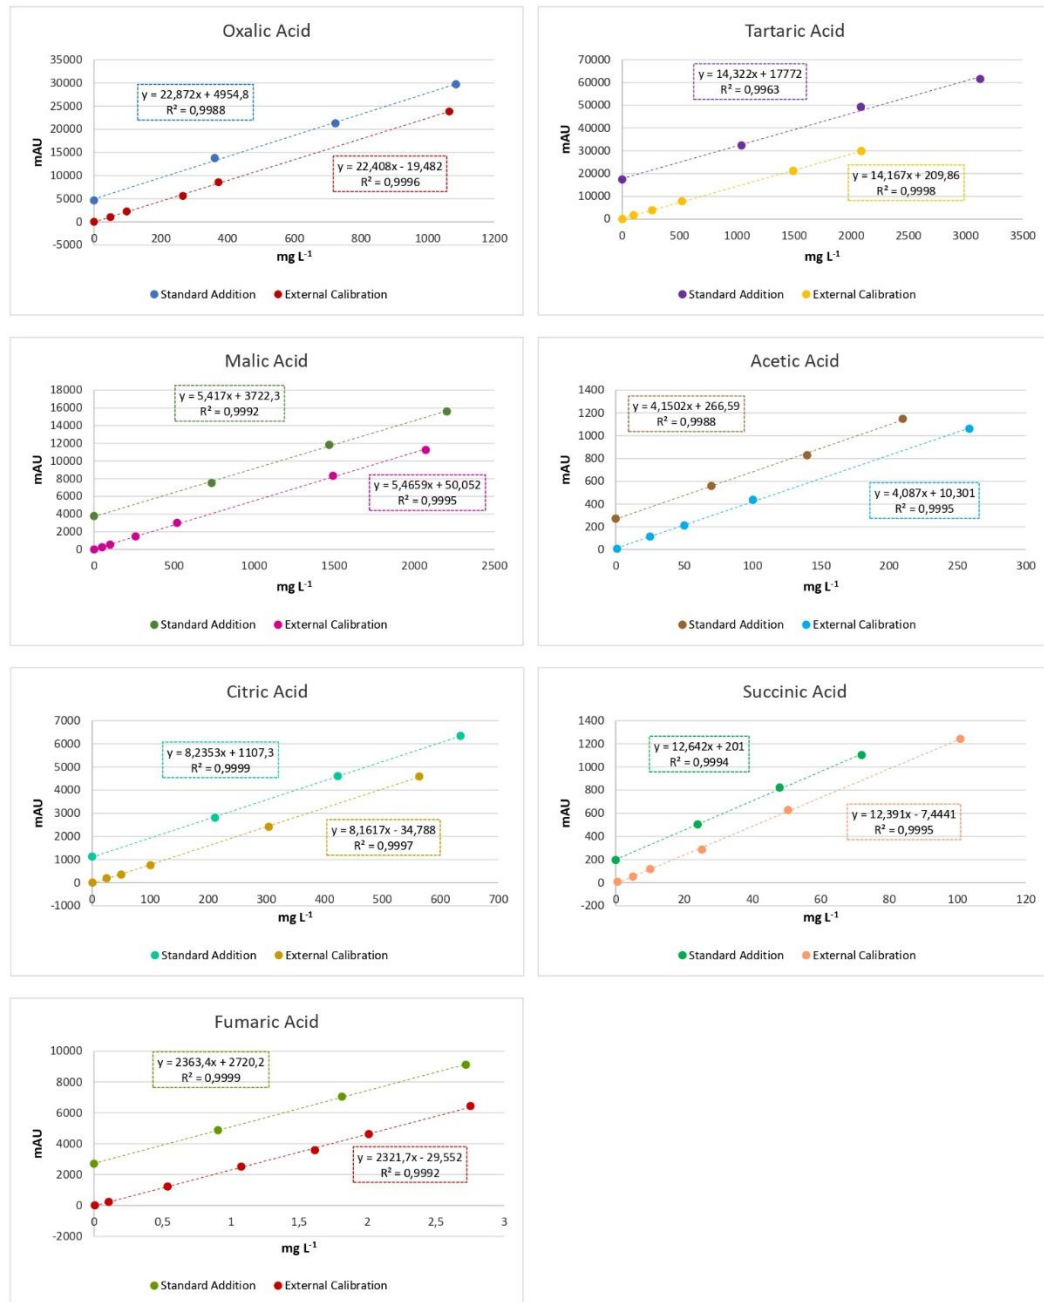 Oxalic Acid
35000
30000
25000
20000
15000
10000
5000
0
-5000
mAU
y = 22,872x + 4954,8
R² = 0,9988
y = 22,408x - 19,482
R² = 0,9996
0 200 400 600 800 1000 1200
mg L⁻¹
Standard Addition External Calibration
Tartaric Acid
70000
60000
50000
40000
30000
20000
10000
0
mAU
y = 14,322x + 17772
R² = 0,9963
y = 14,167x + 209,86
R² = 0,9998
0 500 1000 1500 2000 2500 3000 3500
mg L⁻¹
Standard Addition External Calibration
Malic Acid
18000
16000
14000
12000
10000
8000
6000
4000
2000
0
mAU
y = 5,417x + 3722,3
R² = 0,9992
y = 5,4659x + 50,052
R² = 0,9995
0 500 1000 1500 2000 2500
mg L⁻¹
Standard Addition External Calibration
Acetic Acid
1400
1200
1000
800
600
400
200
0
mAU
y = 4,1502x + 266,59
R² = 0,9988
y = 4,087x + 10,301
R² = 0,9995
0 50 100 150 200 250 300
mg L⁻¹
Standard Addition External Calibration
Citric Acid
7000
6000
5000
4000
3000
2000
1000
0
-1000
mAU
y = 8,2353x + 1107,3
R² = 0,9999
y = 8,1617x - 34,788
R² = 0,9997
0 100 200 300 400 500 600 700
mg L⁻¹
Standard Addition External Calibration
Succinic Acid
1400
1200
1000
800
600
400
200
0
-200
mAU
y = 12,642x + 201
R² = 0,9994
y = 12,391x - 7,4441
R² = 0,9995
0 20 40 60 80 100 120
mg L⁻¹
Standard Addition External Calibration
Fumaric Acid
10000
8000
6000
4000
2000
0
-2000
mAU
y = 2363,4x + 2720,2
R² = 0,9999
y = 2321,7x - 29,552
R² = 0,9992
0 0,5 1 1,5 2 2,5 3
mg L⁻¹
Standard Addition External Calibration